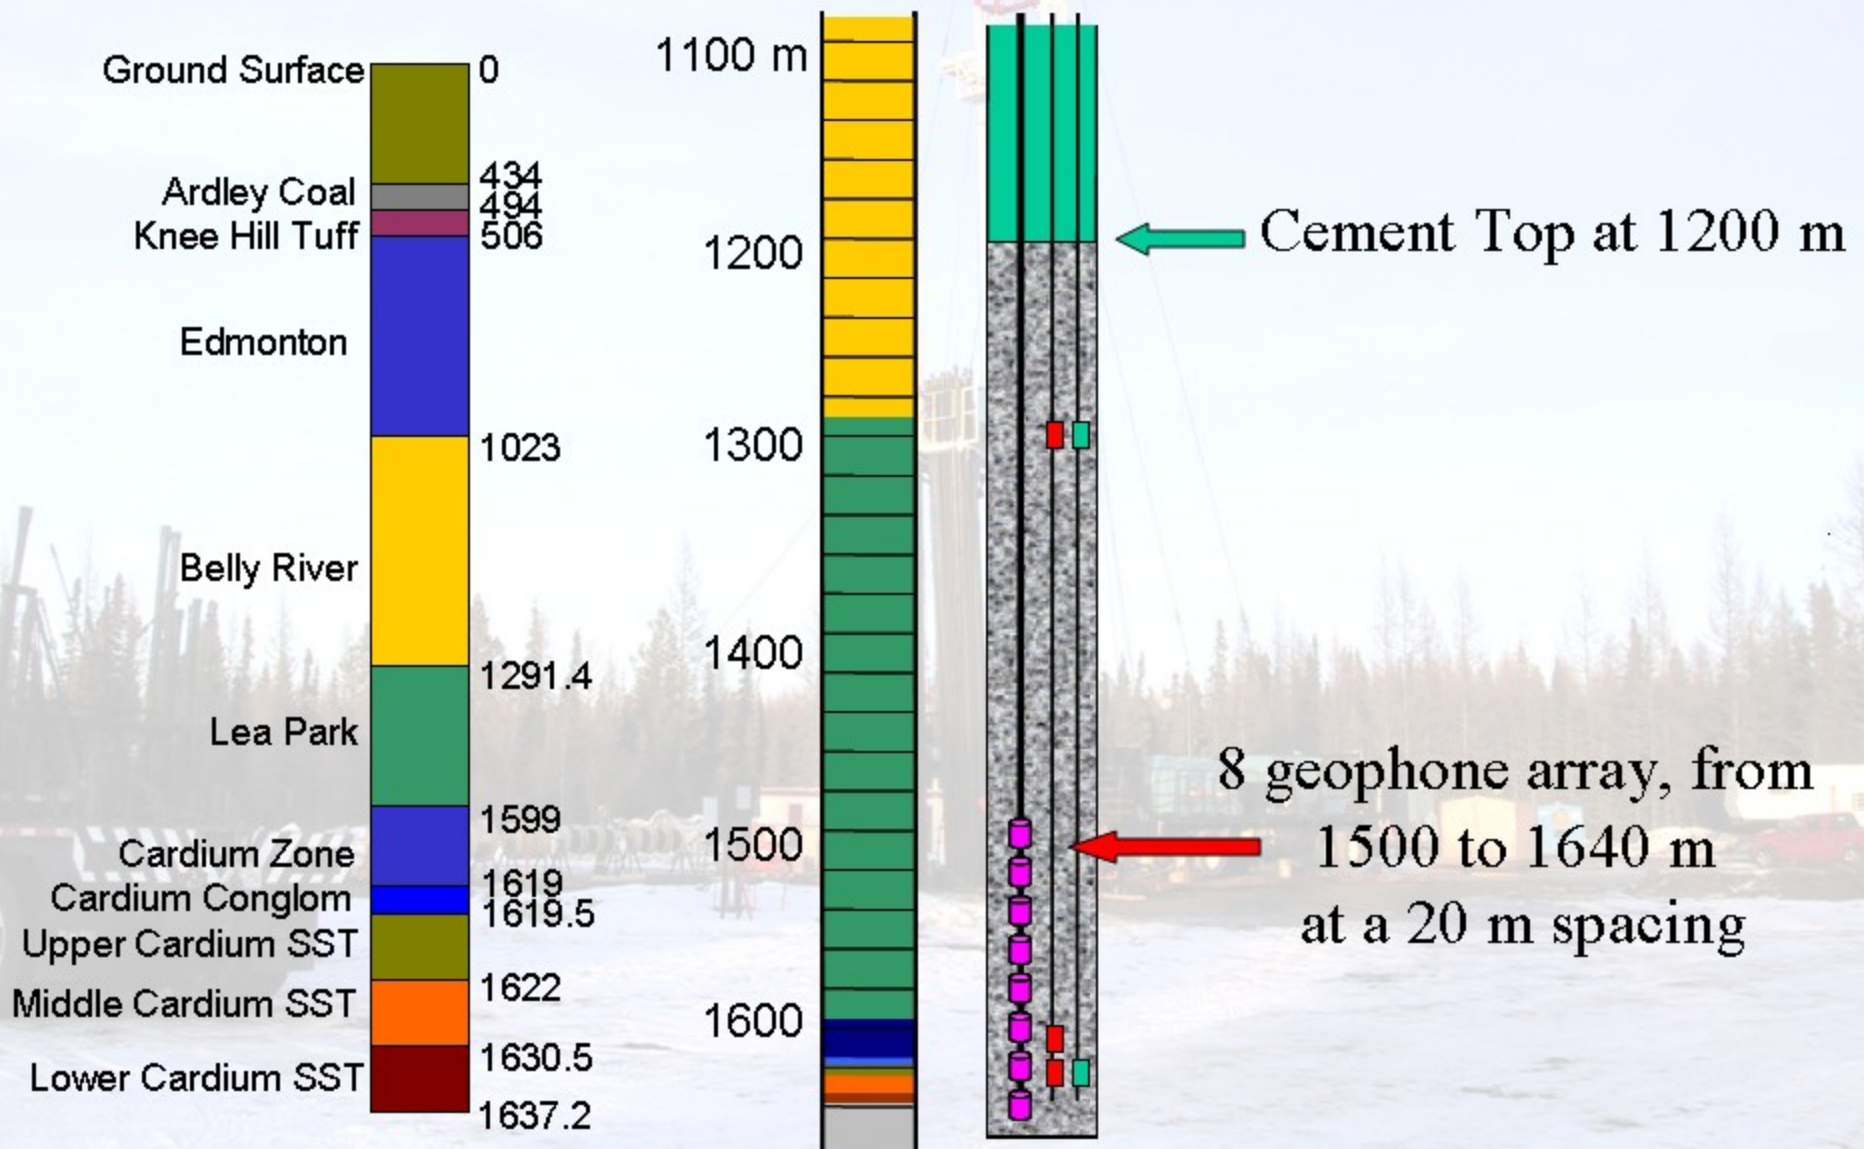 Ground Surface
0
434
Ardley Coal
494
Knee Hill Tuff
506
Edmonton
1023
Belly River
1291.4
Lea Park
1599
Cardium Zone
1619
Cardium Conglom
1619.5
Upper Cardium SST
1622
Middle Cardium SST
1630.5
Lower Cardium SST
1637.2
1100 m
1200
1300
1400
1500
1600
Cement Top at 1200 m
8 geophone array, from
1500 to 1640 m
at a 20 m spacing